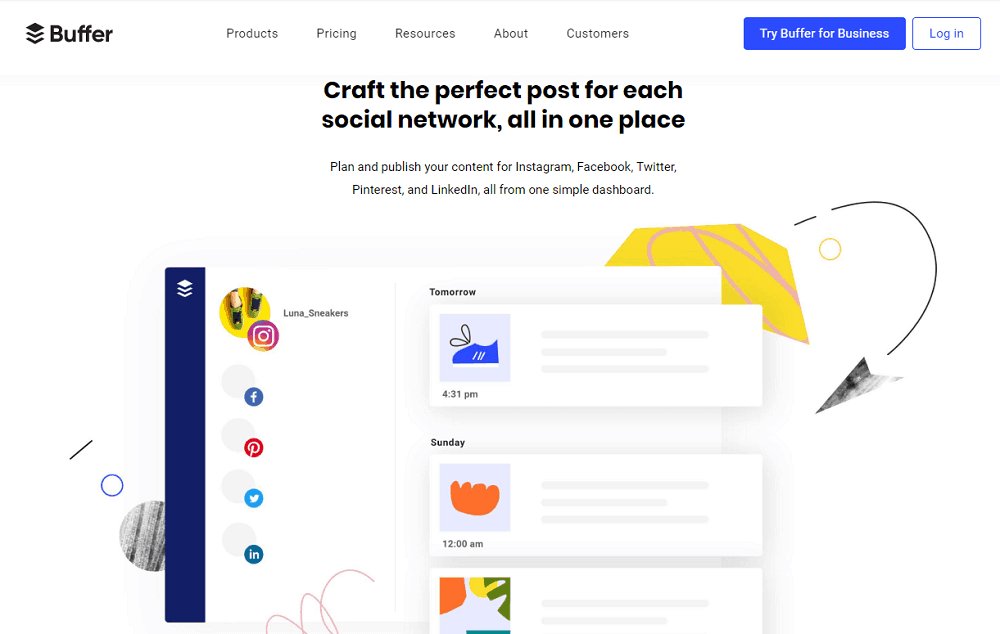 Buffer
Products
Pricing
Resources
About
Customers
Try Buffer for Business
Log in
Craft the perfect post for each
social network, all in one place
Plan and publish your content for Instagram, Facebook, Twitter,
Pinterest, and LinkedIn, all from one simple dashboard.
Luna_Sneakers
Tomorrow
4:31 pm
Sunday
12:00 am